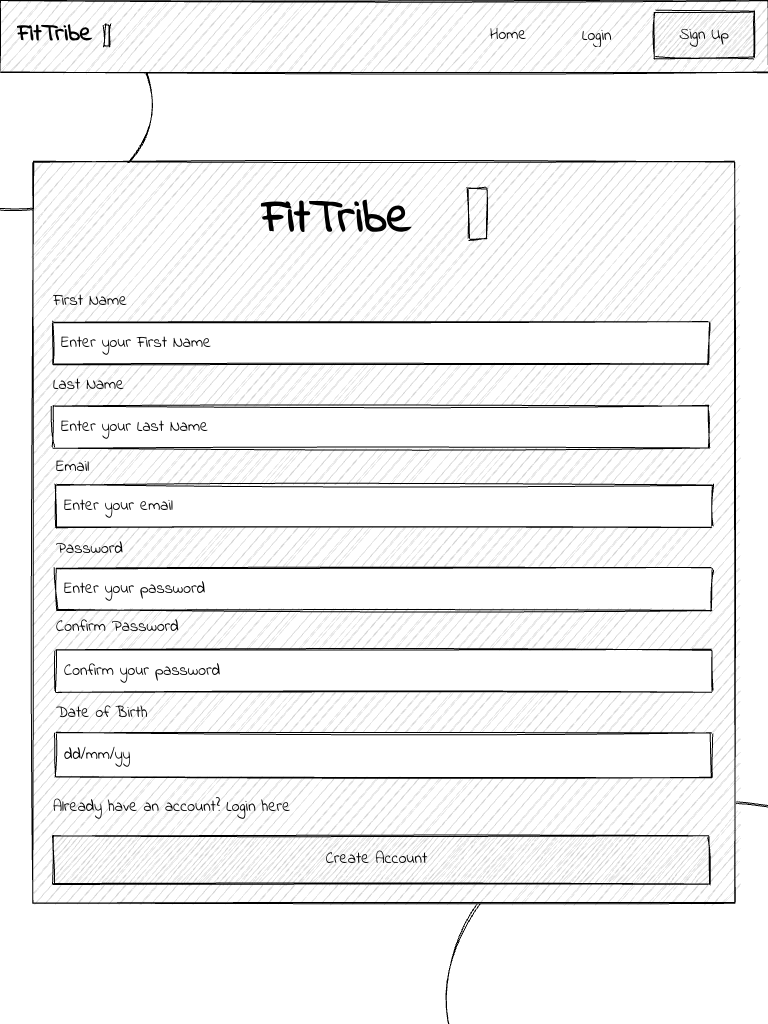 FitTribe
Home
Login
Sign Up
FitTribe
First Name
Enter your First Name
Last Name
Enter your Last Name
Email
Enter your email
Password
Enter your password
Confirm Password
Confirm your password
Date of Birth
dd/mm/yy
Already have an account? Login here
Create Account